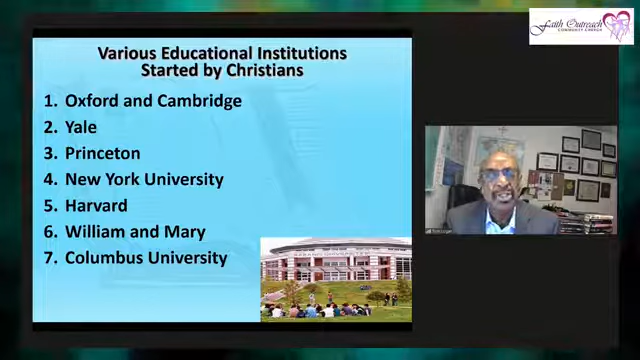 Faith Outreach
COMMUNITY CHURCH
Various Educational Institutions
Started by Christians
1. Oxford and Cambridge
2. Yale
3. Princeton
4. New York University
5. Harvard
6. William and Mary
7. Columbus University